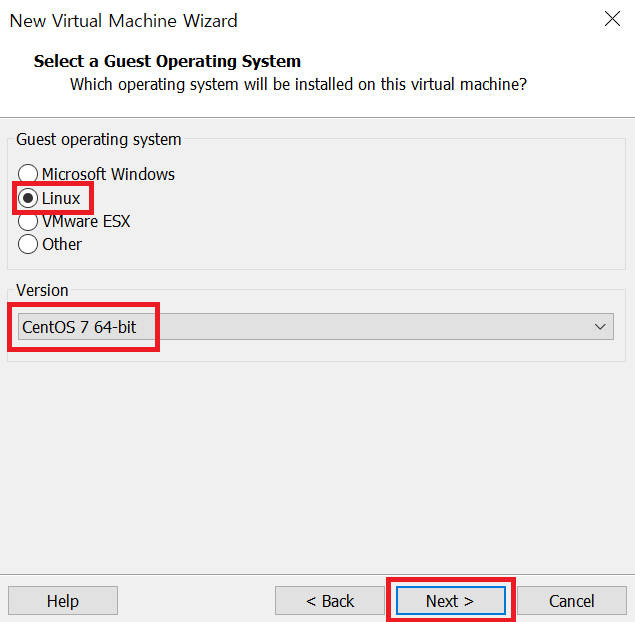 New Virtual Machine Wizard
Select a Guest Operating System
Which operating system will be installed on this virtual machine?
Guest operating system
Microsoft Windows
Linux
VMware ESX
Other
Version
CentOS 7 64-bit
Help
< Back
Next >
Cancel